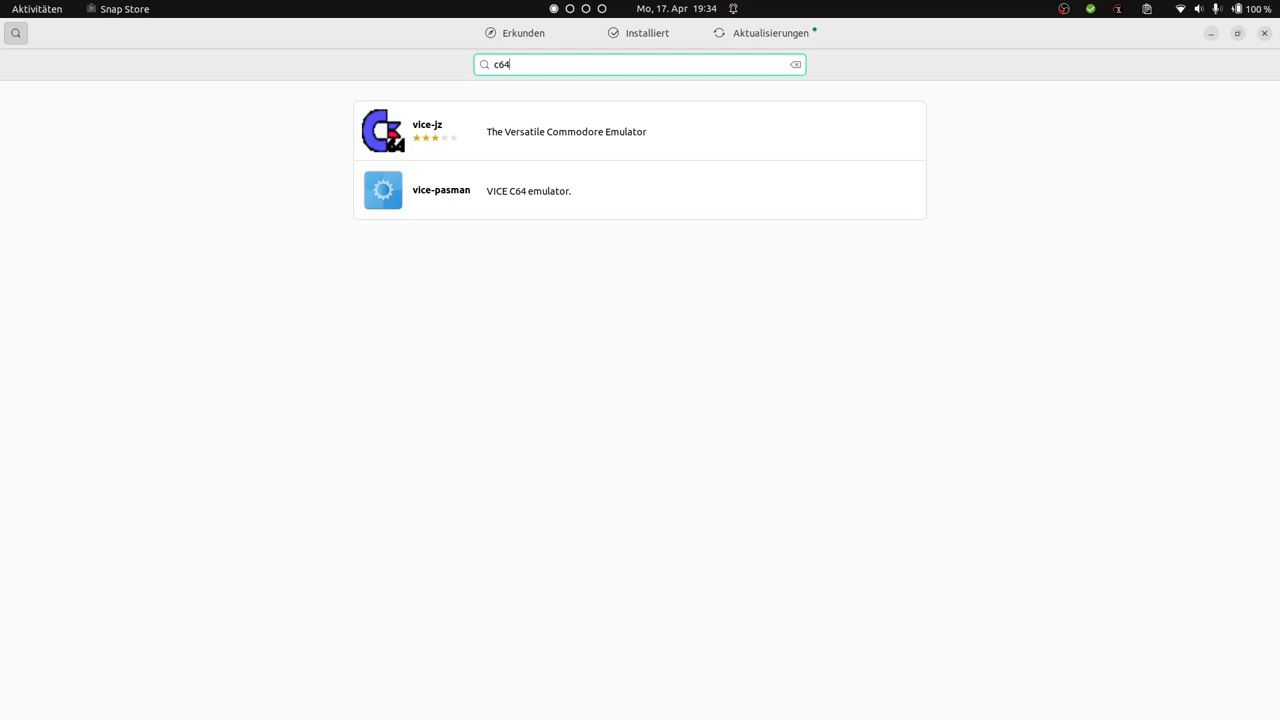 Aktivitäten Snap Store Mo, 17. Apr 19:34 100 %
Erkunden Installiert Aktualisierungen
c64
vice-jz The Versatile Commodore Emulator
64
vice-pasman VICE C64 emulator.